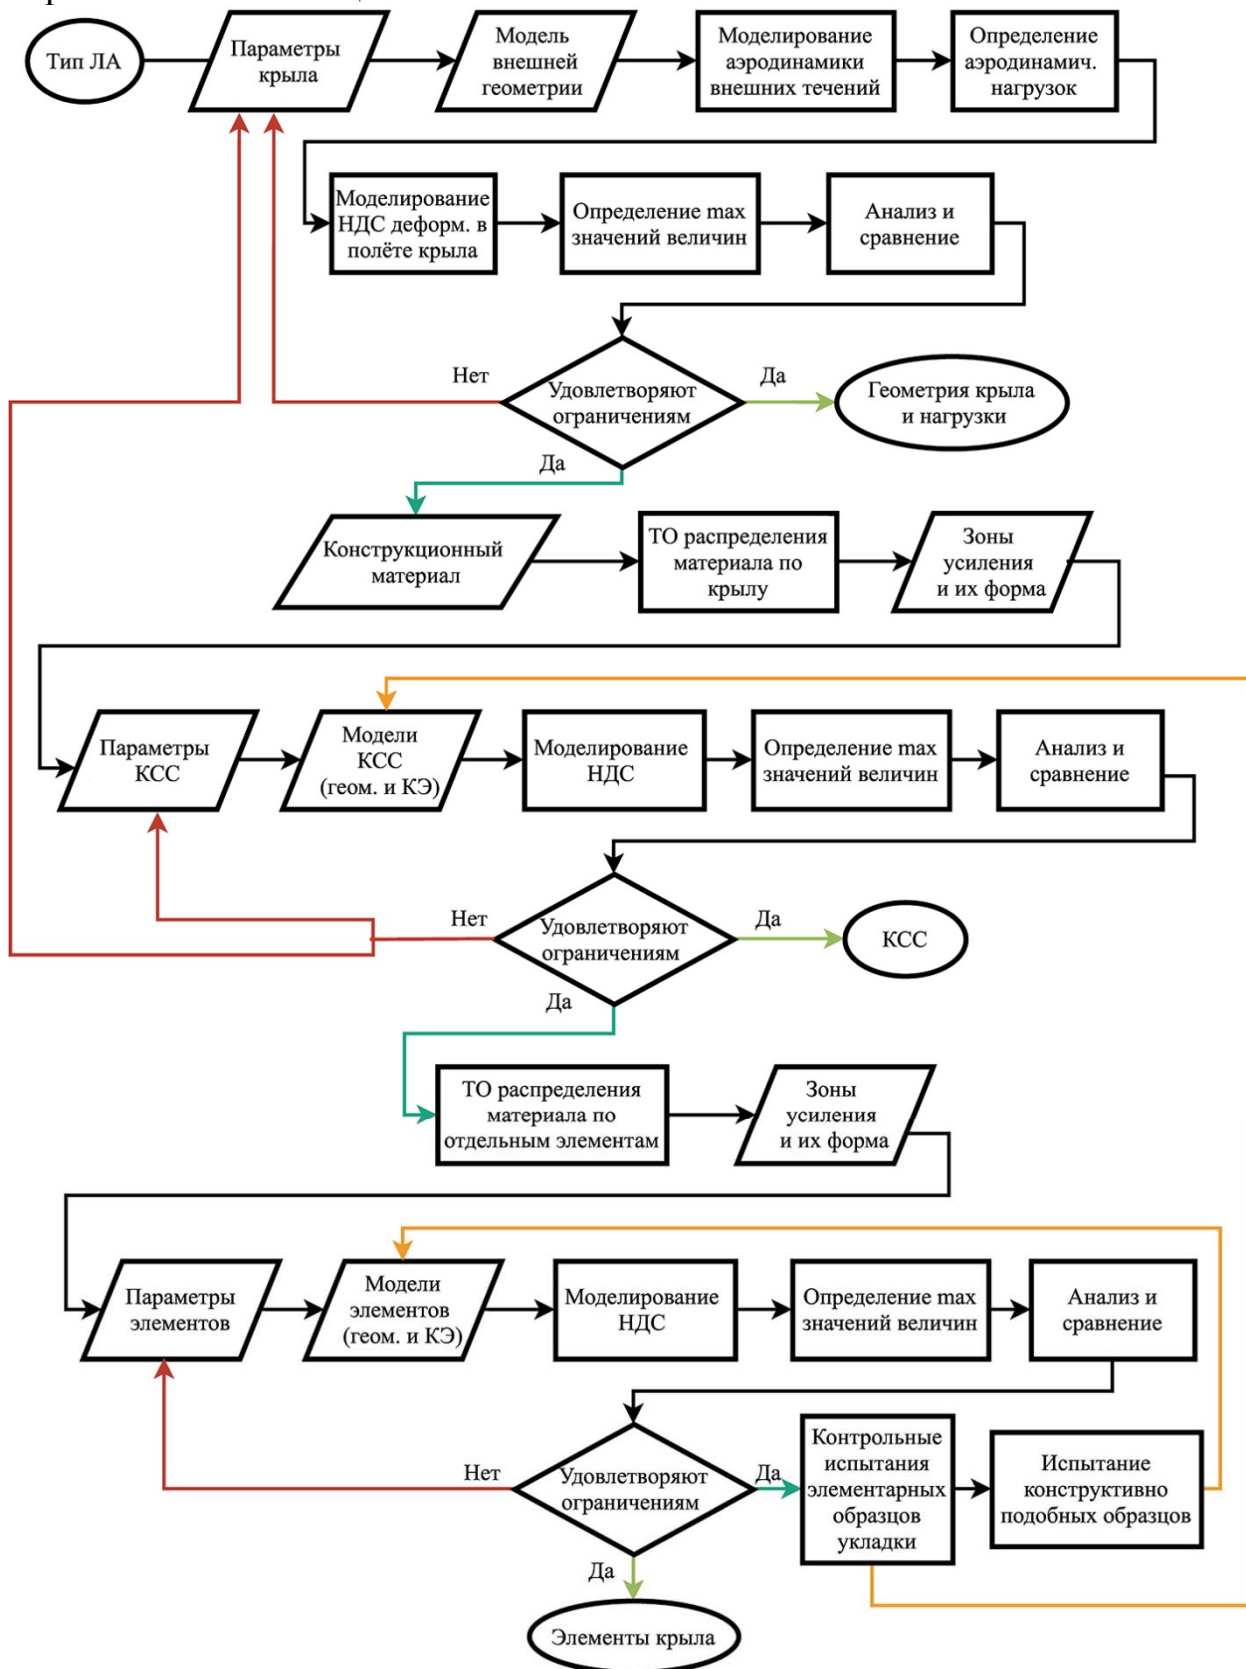 Тип ЛА
Параметры
крыла
Модель
внешней
геометрии
Моделирование
аэродинамики
внешних течений
Определение
аэродинамич.
нагрузок
Моделирование
НДС деформ. в
полёте крыла
Определение max
значений величин
Анализ и
сравнение
Нет
Удовлетворяют
ограничениям
Да
Геометрия крыла
и нагрузки
Да
Конструкционный
материал
ТО распределения
материала по
крылу
Зоны
усиления
и их форма
Параметры
КСС
Модели
КСС
(геом. и КЭ)
Моделирование
НДС
Определение max
значений величин
Анализ и
сравнение
Нет
Удовлетворяют
ограничениям
Да
КСС
Да
ТО распределения
материала по
отдельным элементам
Зоны
усиления
и их форма
Параметры
элементов
Модели
элементов
(геом. и КЭ)
Моделирование
НДС
Определение max
значений величин
Анализ и
сравнение
Нет
Удовлетворяют
ограничениям
Да
Контрольные
испытания
элементарных
образцов
укладки
Испытание
конструктивно
подобных образцов
Да
Элементы крыла